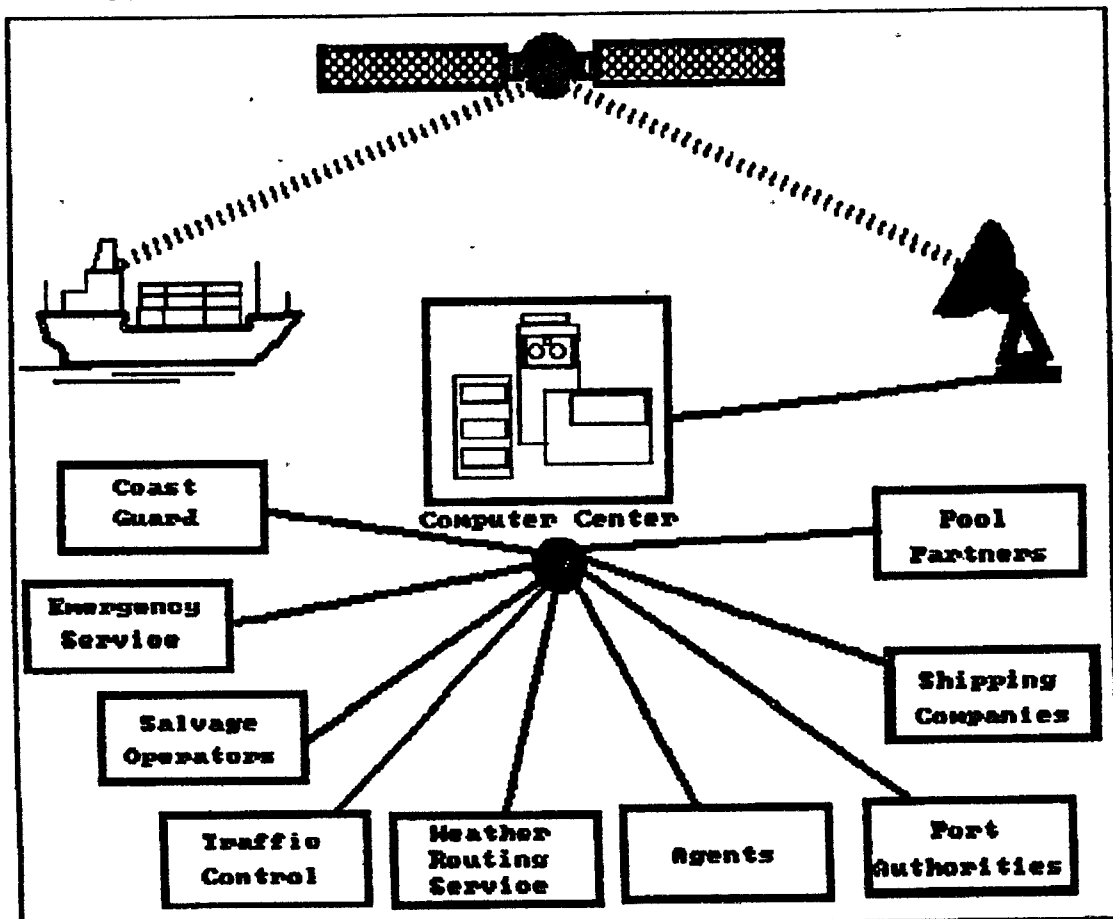 Computer Center
Coast
Guard
Pool
Partners
Emergency
Service
Shipping
Companies
Salvage
Operators
Traffic
Control
Weather
Routing
Service
Agents
Port
Authorities